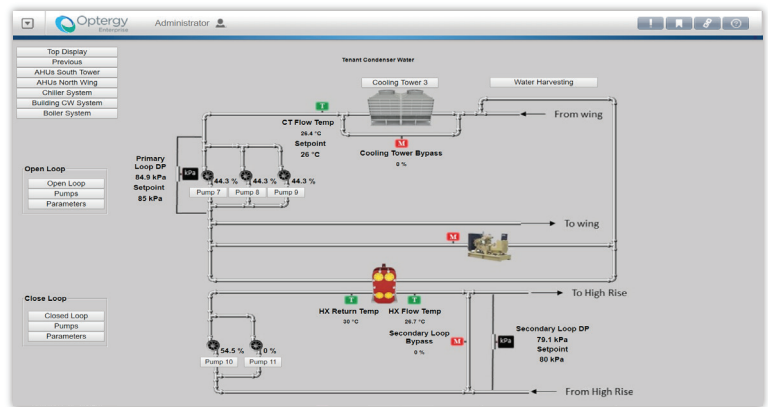 Optergy
Enterprise
Administrator
Top Display
Previous
AHUs South Tower
AHUs North Wing
Chiller System
Building CW System
Boiler System
Tenant Condenser Water
Cooling Tower 3
Water Harvesting
From wing
T
CT Flow Temp
26.4 °C
Setpoint
26 °C
M
Cooling Tower Bypass
0 %
Primary
Loop DP
84.9 kPa
Setpoint
85 kPa
kPa
44.3 %
44.3 %
44.3 %
Pump 7
Pump 8
Pump 9
Open Loop
Open Loop
Pumps
Parameters
To wing
M
To High Rise
T
T
HX Return Temp
30 °C
HX Flow Temp
26.7 °C
Close Loop
Closed Loop
Pumps
Parameters
54.5 %
0 %
Pump 10
Pump 11
Secondary Loop
Bypass
0 %
M
kPa
Secondary Loop DP
79.1 kPa
Setpoint
80 kPa
From High Rise